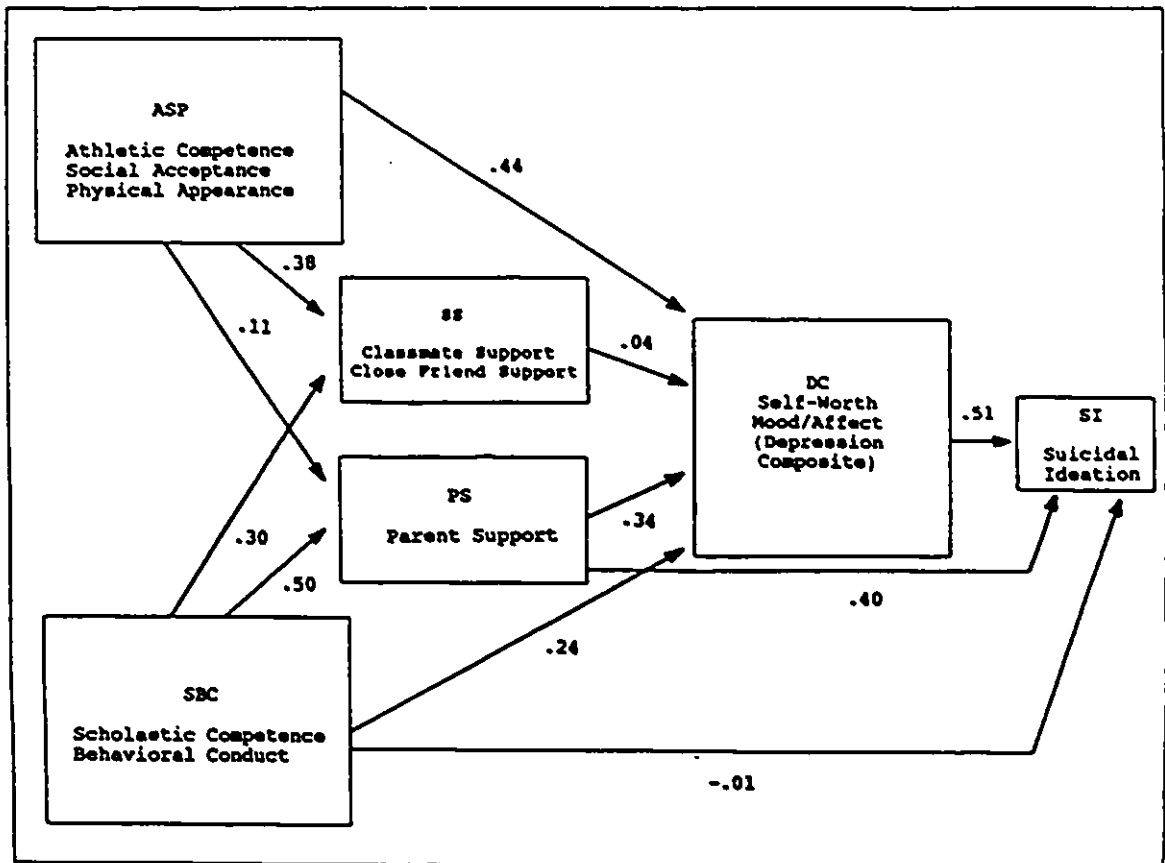 ASP
Athletic Competence
Social Acceptance
Physical Appearance
.44
.38
.11
SS
Classmate Support
Close Friend Support
.04
DC
Self-Worth
Mood/Affect
(Depression
Composite)
.51
SI
Suicidal
Ideation
PS
Parent Support
.34
.30
.50
.40
.24
SBC
Scholastic Competence
Behavioral Conduct
-.01